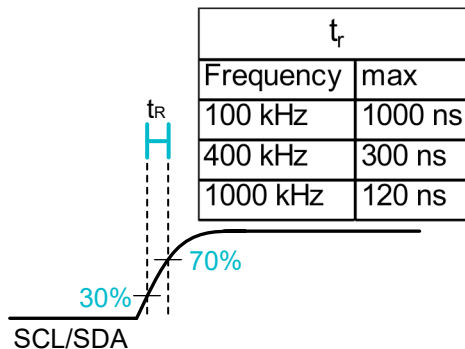 tr
Frequency max
100 kHz 1000 ns
400 kHz 300 ns
1000 kHz 120 ns
tR
70%
30%
SCL/SDA